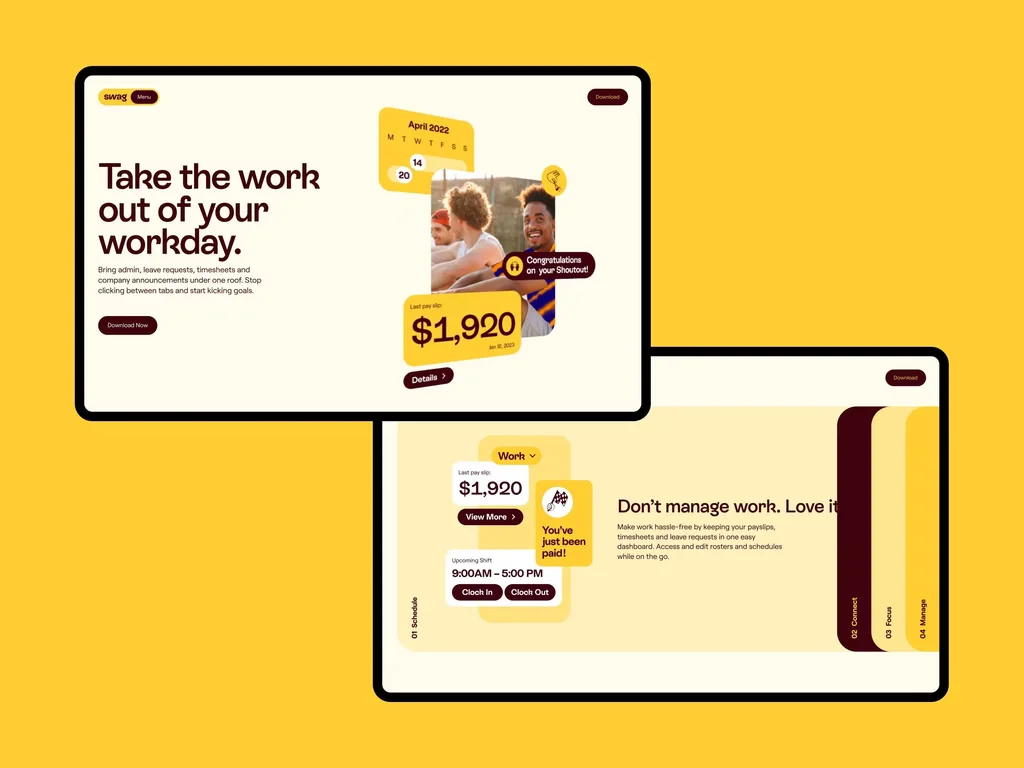 swag
Menu
Download
Take the work
out of your
workday.
Bring admin, leave requests, timesheets and
company announcements under one roof. Stop
clicking between tabs and start kicking goals.
Download Now
April 2022
M T W T F S S
14
20
Congratulations
on your Shoutout!
Last pay slip:
$1,920
Jan 12, 2023
Details
Download
Work
Last pay slip:
$1,920
View More
You've
just been
paid!
Upcoming Shift
9:00AM – 5:00 PM
Clock In
Clock Out
Don't manage work. Love it
Make work hassle-free by keeping your payslips,
timesheets and leave requests in one easy
dashboard. Access and edit rosters and schedules
while on the go.
01 Schedule
02 Connect
03 Focus
04 Manage